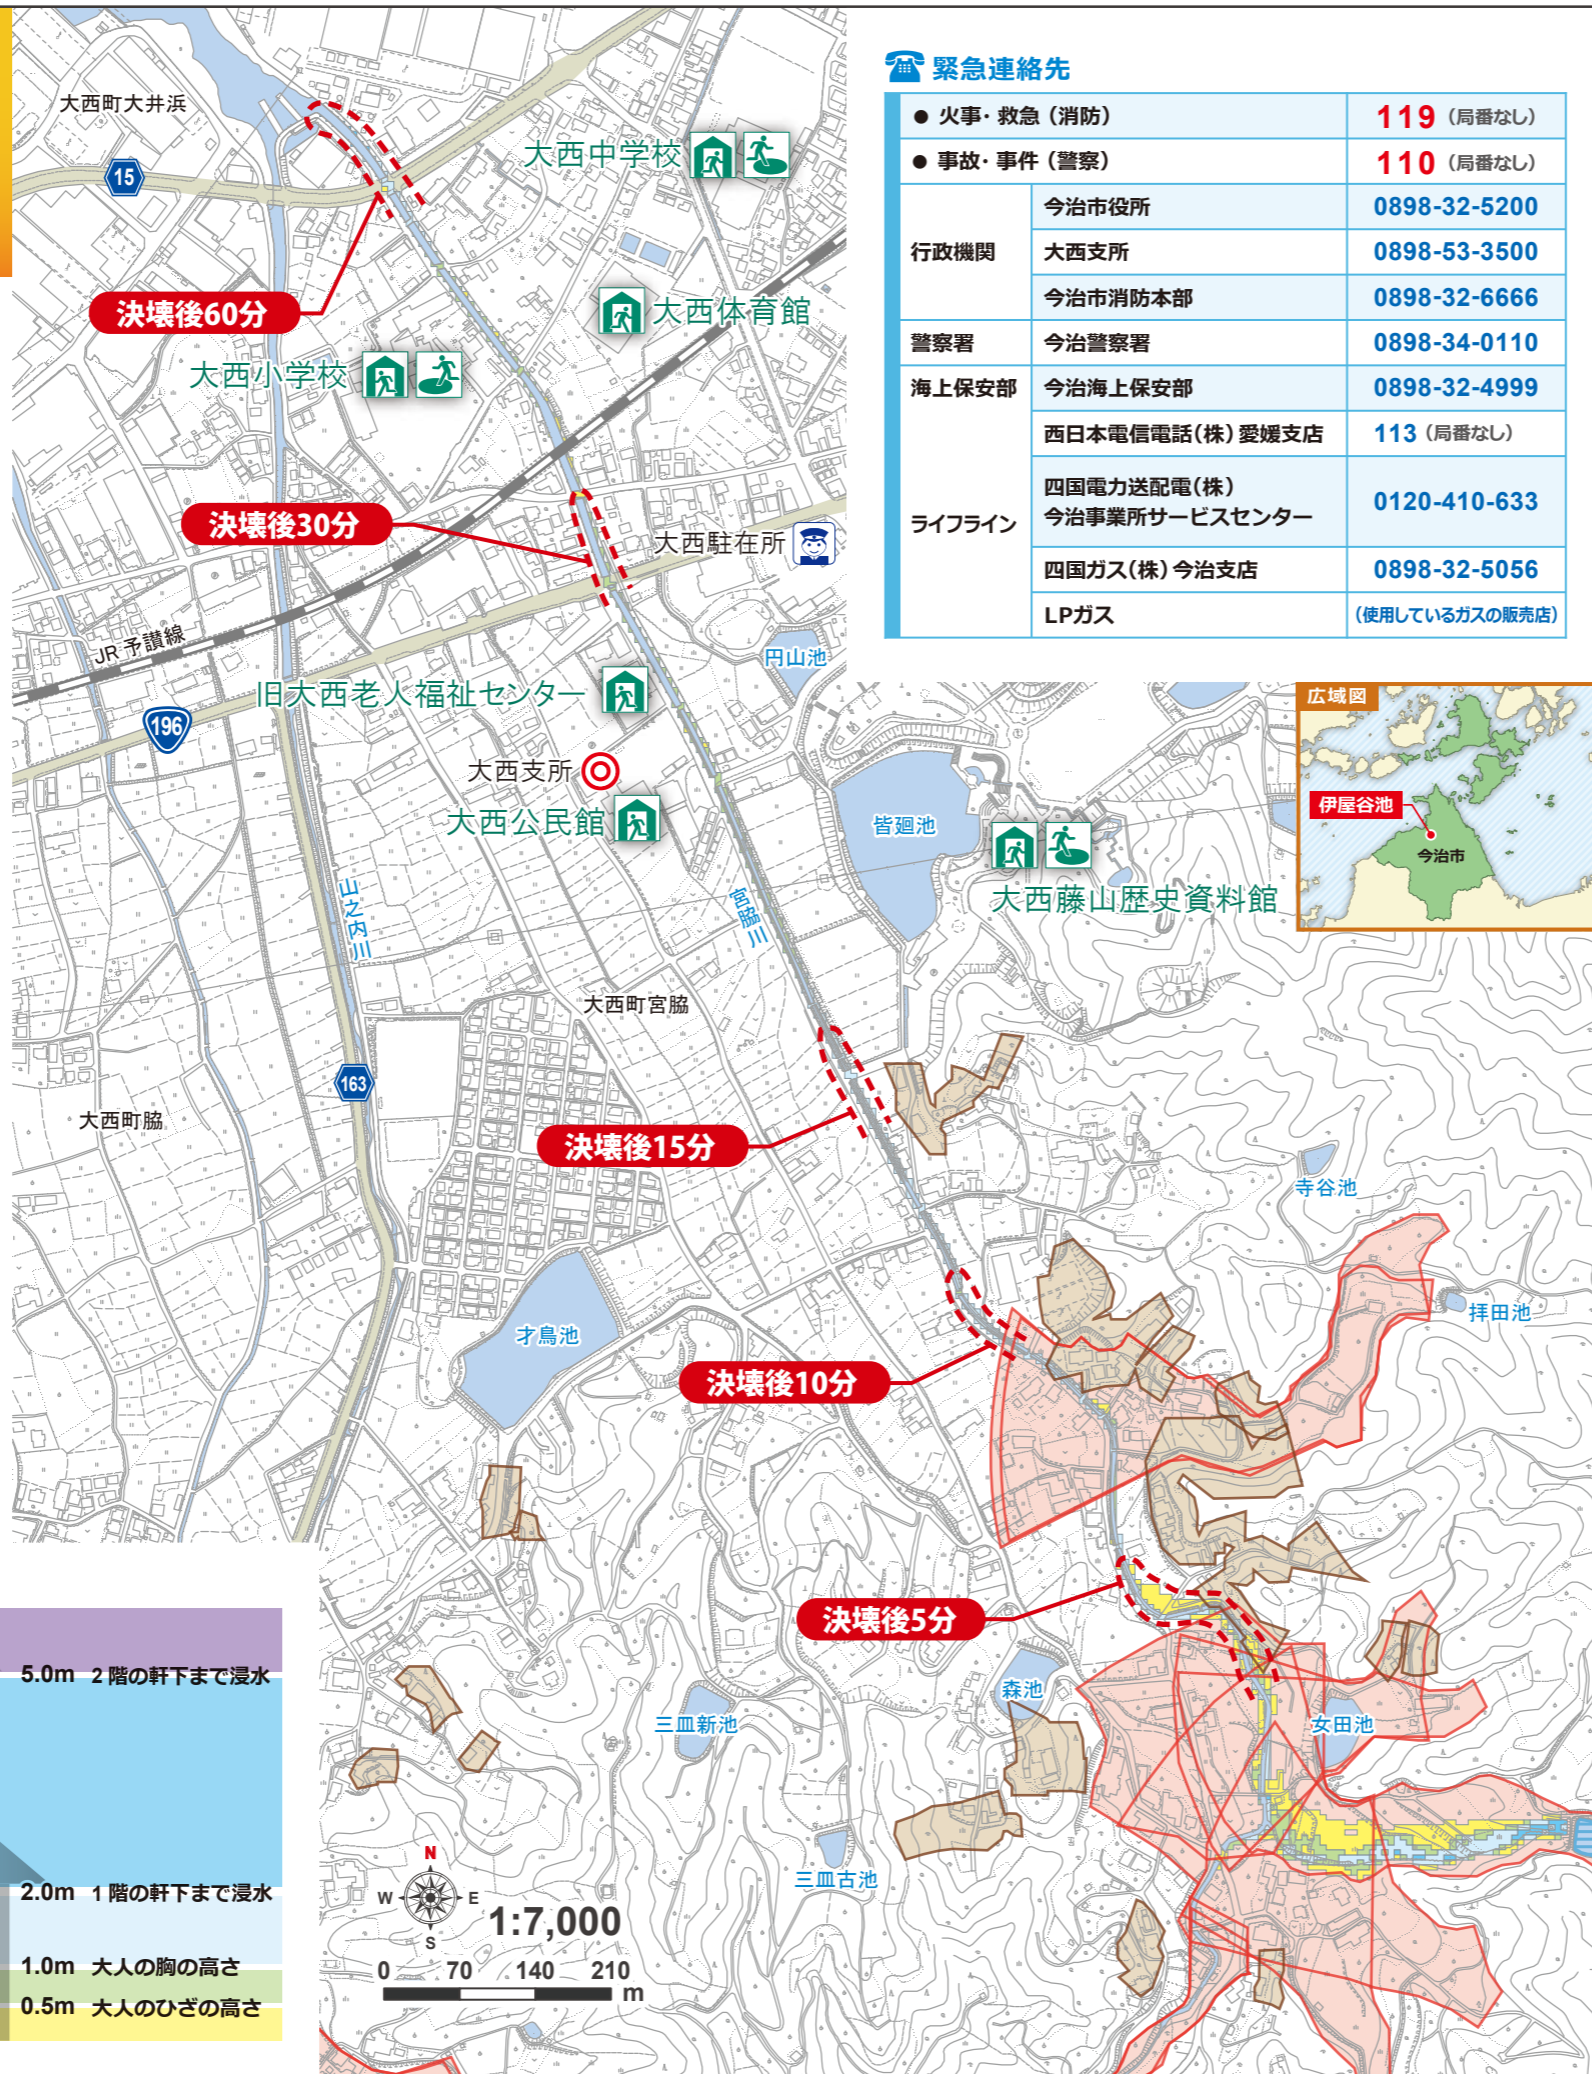 緊急連絡先
● 火事・救急（消防） 119（局番なし）
● 事故・事件（警察） 110（局番なし）
行政機関
今治市役所 0898-32-5200
大西支所 0898-53-3500
今治市消防本部 0898-32-6666
警察署 今治警察署 0898-34-0110
海上保安部 今治海上保安部 0898-32-4999
ライフライン
西日本電信電話（株）愛媛支店 113（局番なし）
四国電力送配電（株）
今治事業所サービスセンター 0120-410-633
四国ガス（株）今治支店 0898-32-5056
LPガス （使用しているガスの販売店）
大西町大井浜
15
大西中学校
決壊後60分
大西体育館
大西小学校
決壊後30分
大西駐在所
JR 予讃線
円山池
旧大西老人福祉センター
196
大西支所
大西公民館
皆廻池
大西藤山歴史資料館
広域図
伊屋谷池
今治市
山之内川
宮脇川
大西町宮脇
163
大西町脇
決壊後15分
寺谷池
拝田池
才鳥池
決壊後10分
決壊後5分
森池
三皿新池
女田池
三皿古池
5.0m 2階の軒下まで浸水
2.0m 1階の軒下まで浸水
1.0m 大人の胸の高さ
0.5m 大人のひざの高さ
N
W E
S
1:7,000
0 70 140 210
m